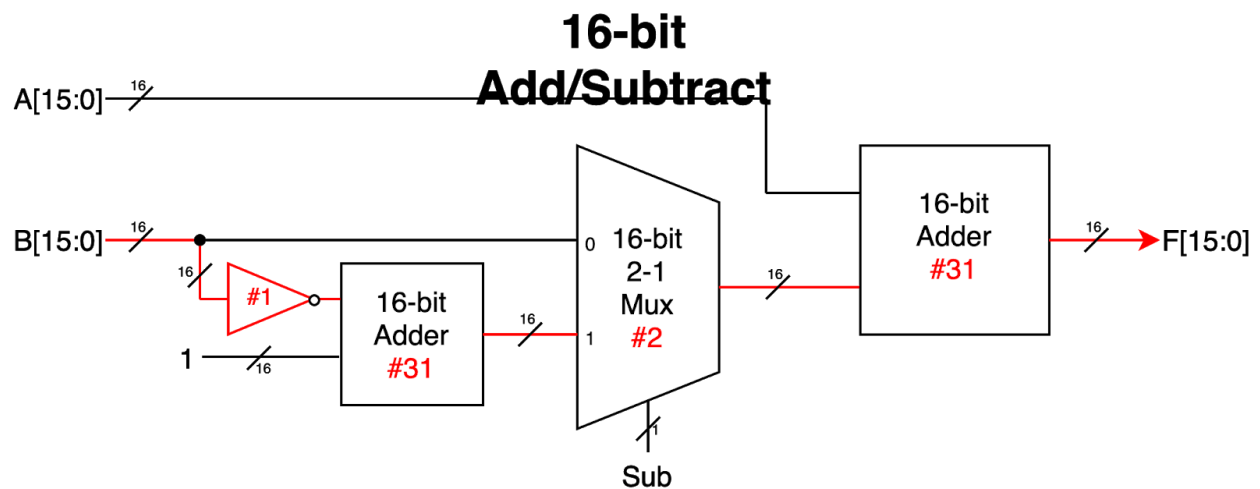 16-bit
Add/Subtract
A[15:0]
16
B[15:0]
16
16
#1
1
16
16-bit
Adder
#31
16
0
1
16-bit
2-1
Mux
#2
1
Sub
16
16-bit
Adder
#31
16
F[15:0]